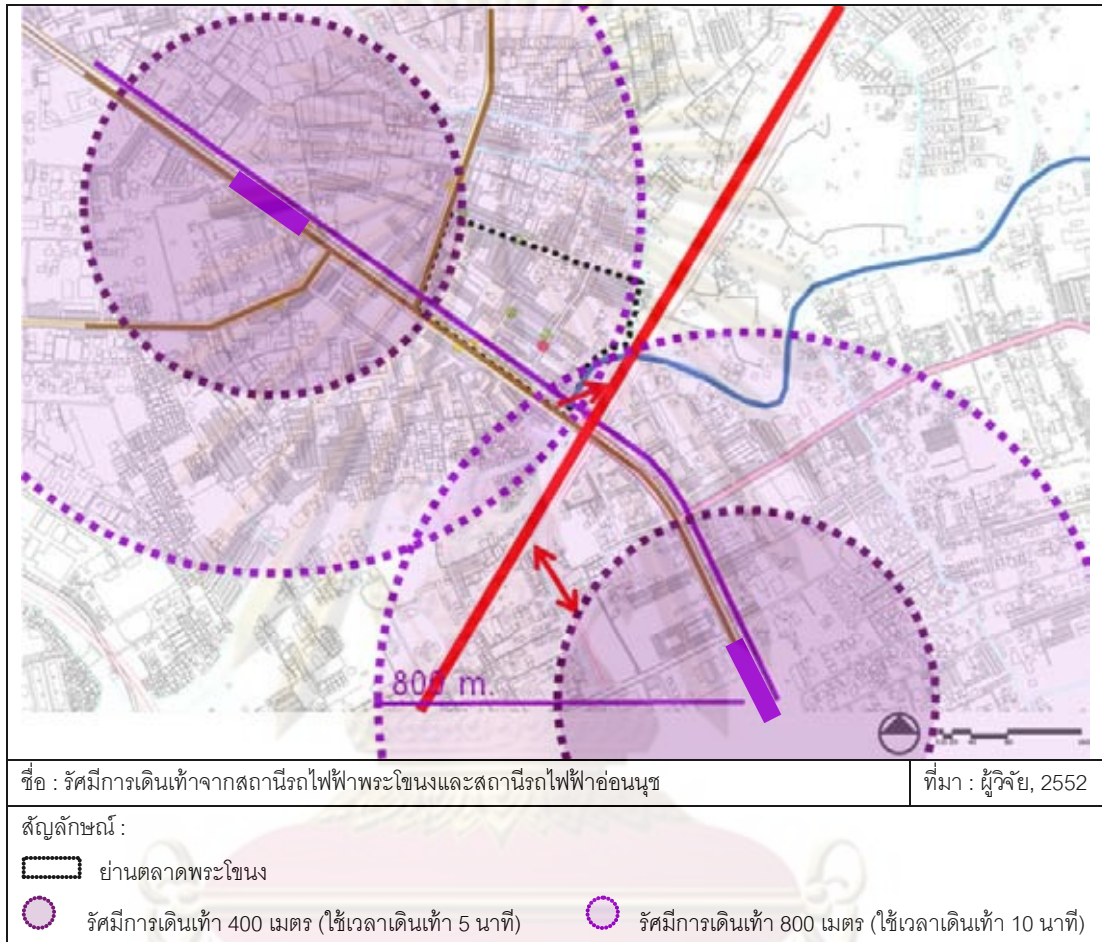 800 m.
ชื่อ : รัศมีการเดินเท้าจากสถานีรถไฟฟ้าพระโขนงและสถานีรถไฟฟ้าอ่อนนุช
ที่มา : ผู้วิจัย, 2552
สัญลักษณ์ :
ย่านตลาดพระโขนง
รัศมีการเดินเท้า 400 เมตร (ใช้เวลาเดินเท้า 5 นาที)
รัศมีการเดินเท้า 800 เมตร (ใช้เวลาเดินเท้า 10 นาที)